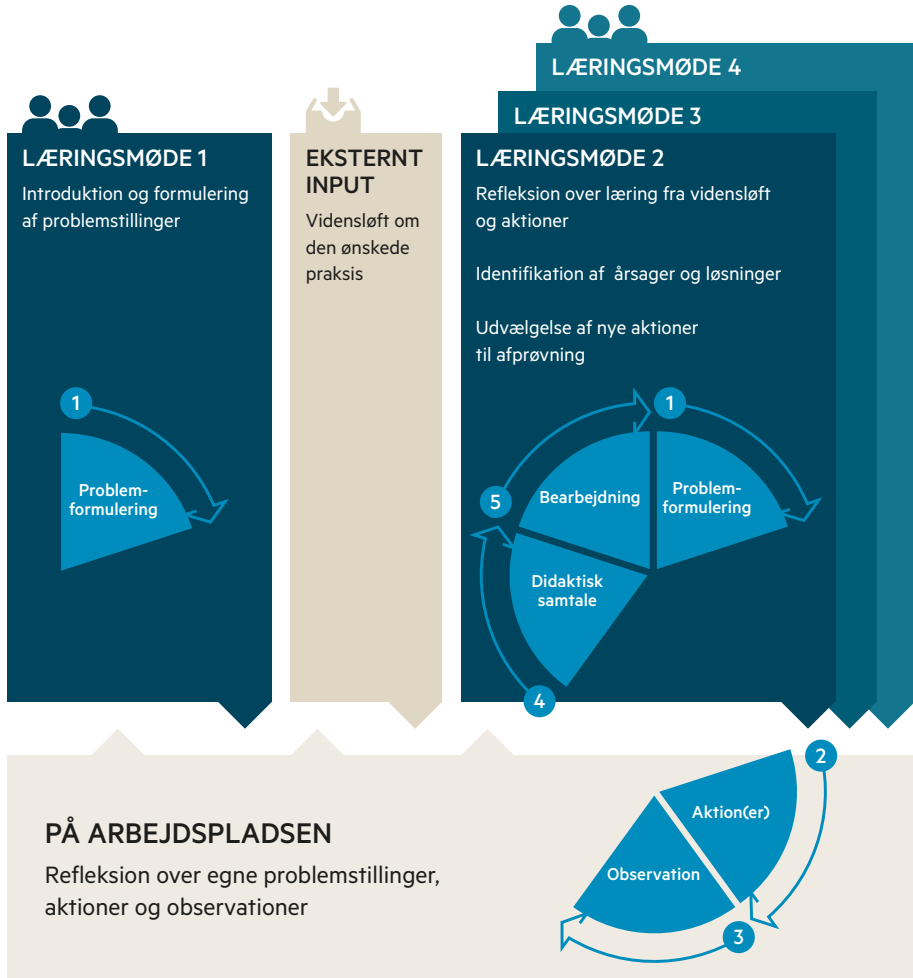 LÆRINGSMØDE 1
Introduktion og formulering
af problemstillinger
1
Problem-
formulering
EKSTERNT
INPUT
Vidensløft om
den ønskede
praksis
LÆRINGSMØDE 4
LÆRINGSMØDE 3
LÆRINGSMØDE 2
Refleksion over læring fra vidensløft
og aktioner
Identifikation af årsager og løsninger
Udvælgelse af nye aktioner
til afprøvning
1
Problem-
formulering
5
Bearbejdning
Didaktisk
samtale
4
PÅ ARBEJDSPLADSEN
Refleksion over egne problemstillinger,
aktioner og observationer
2
Aktion(er)
Observation
3